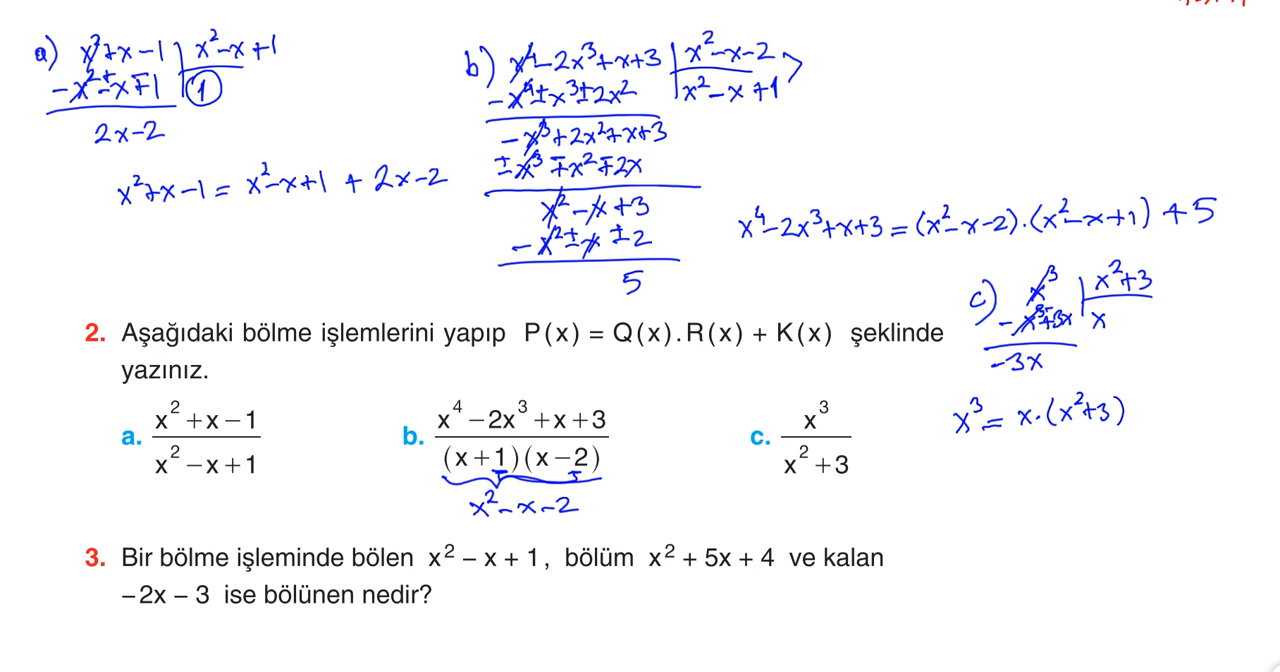 a) x²+x-1 | x²-x+1
-x²±x∓1 | 1
2x-2
x²+x-1 = x²-x+1 + 2x-2
b) x⁴-2x³+x+3 | x²-x-2
-x⁴±x³±2x² | x²-x+1
-x³+2x²+x+3
±x³∓x²∓2x
x²-x+3
-x²±x±2
5
x⁴-2x³+x+3 = (x²-x-2).(x²-x+1) + 5
c) x³ | x²+3
-x³+3x | x
-3x
x³ = x.(x²+3)
2. Aşağıdaki bölme işlemlerini yapıp P(x) = Q(x).R(x) + K(x) şeklinde
yazınız.
a. (x²+x-1)/(x²-x+1) b. (x⁴-2x³+x+3)/((x+1)(x-2)) c. x³/(x²+3)
x²-x-2
3. Bir bölme işleminde bölen x² - x + 1, bölüm x² + 5x + 4 ve kalan
-2x - 3 ise bölünen nedir?